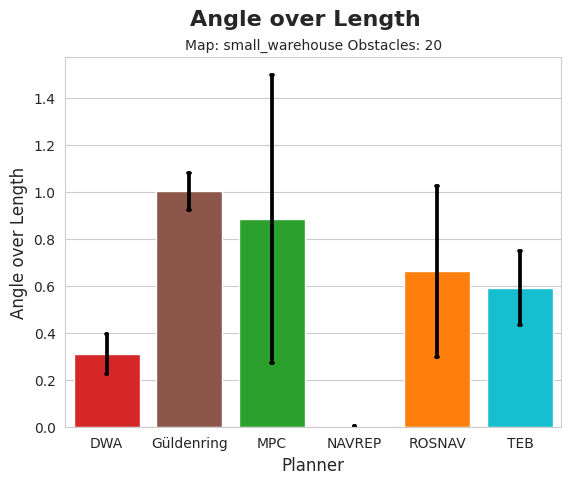 Angle over Length
Map: small_warehouse Obstacles: 20
Angle over Length
1.4
1.2
1.0
0.8
0.6
0.4
0.2
0.0
DWA Güldenring MPC NAVREP ROSNAV TEB
Planner